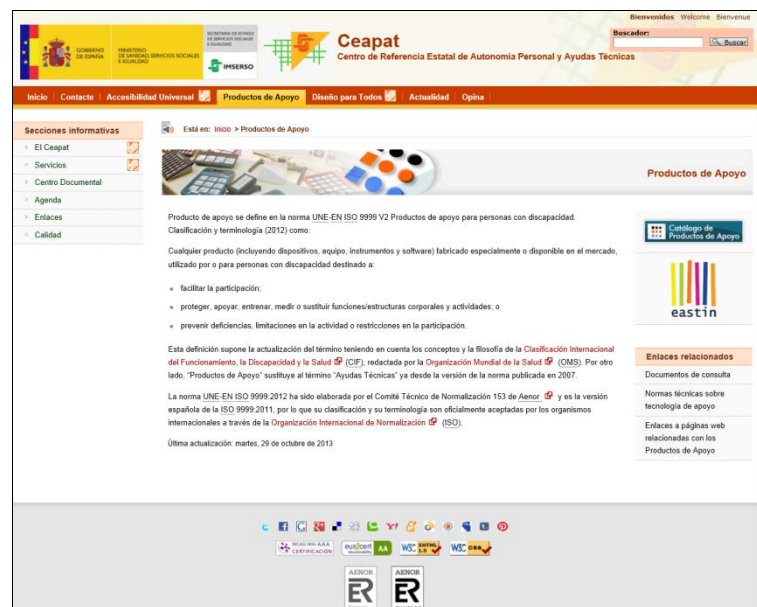 Bienvenidos Welcome Bienvenue
GOBIERNO DE ESPAÑA
MINISTERIO DE SANIDAD, SERVICIOS SOCIALES E IGUALDAD
SECRETARÍA DE ESTADO DE SERVICIOS SOCIALES E IGUALDAD
IMSERSO
Ceapat
Centro de Referencia Estatal de Autonomía Personal y Ayudas Técnicas
Buscador:
Buscar
Inicio Contacte Accesibilidad Universal Productos de Apoyo Diseño para Todos Actualidad Opina
Secciones informativas
El Ceapat
Servicios
Centro Documental
Agenda
Enlaces
Calidad
Está en: Inicio > Productos de Apoyo
Productos de Apoyo
Producto de apoyo se define en la norma UNE-EN ISO 9999 V2 Productos de apoyo para personas con discapacidad.
Clasificación y terminología (2012) como:
Cualquier producto (incluyendo dispositivos, equipo, instrumentos y software) fabricado especialmente o disponible en el mercado,
utilizado por o para personas con discapacidad destinado a:
facilitar la participación;
proteger, apoyar, entrenar, medir o sustituir funciones/estructuras corporales y actividades; o
prevenir deficiencias, limitaciones en la actividad o restricciones en la participación.
Esta definición supone la actualización del término teniendo en cuenta los conceptos y la filosofía de la Clasificación Internacional
del Funcionamiento, la Discapacidad y la Salud (CIF), redactada por la Organización Mundial de la Salud (OMS). Por otro
lado, "Productos de Apoyo" sustituye al término "Ayudas Técnicas" ya desde la versión de la norma publicada en 2007.
La norma UNE-EN ISO 9999:2012 ha sido elaborada por el Comité Técnico de Normalización 153 de Aenor y es la versión
española de la ISO 9999:2011, por lo que su clasificación y su terminología son oficialmente aceptadas por los organismos
internacionales a través de la Organización Internacional de Normalización (ISO).
Última actualización: martes, 29 de octubre de 2013
Catálogo de
Productos de Apoyo
eastin
Enlaces relacionados
Documentos de consulta
Normas técnicas sobre
tecnología de apoyo
Enlaces a páginas web
relacionadas con los
Productos de Apoyo
WCAG-WAI AAA
CERTIFICACIÓN
euracert AA
W3C XHTML 1.0
W3C CSS
AENOR AENOR
ER ER